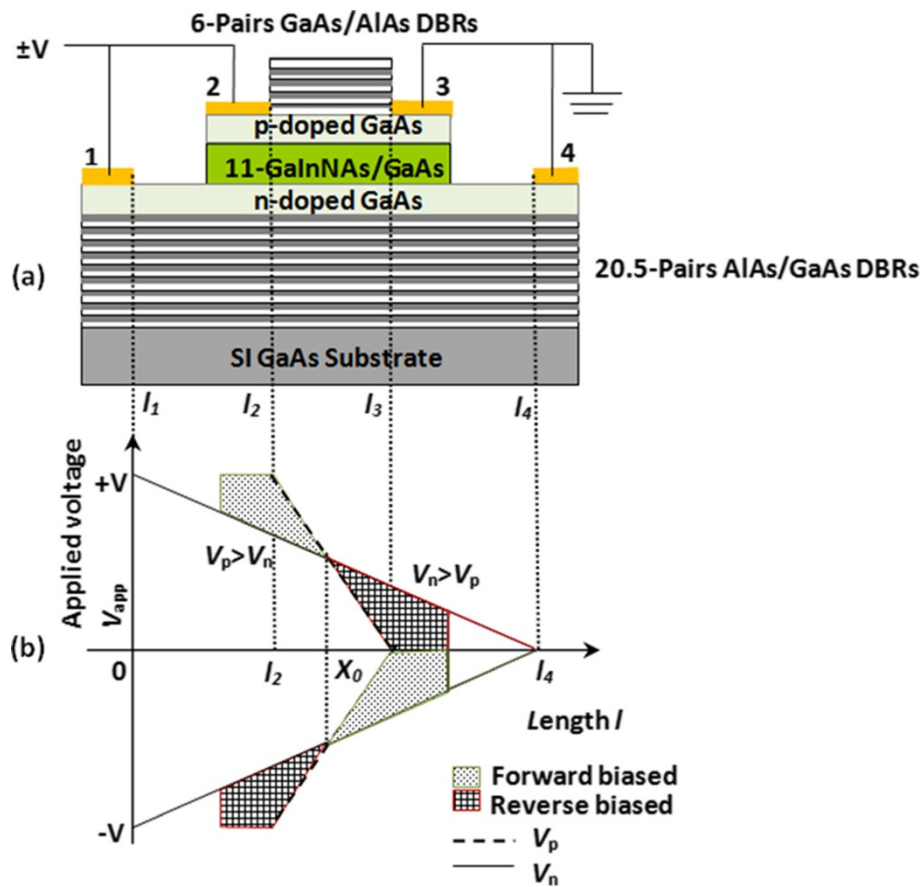 6-Pairs GaAs/AlAs DBRs
±V
2
3
p-doped GaAs
1
11-GaInNAs/GaAs
4
n-doped GaAs
(a)
20.5-Pairs AlAs/GaAs DBRs
SI GaAs Substrate
l1
l2
l3
l4
Applied voltage
Vapp
+V
Vp>Vn
Vn>Vp
(b)
0
l2
X0
l4
Length l
Forward biased
Reverse biased
-V
Vp
Vn